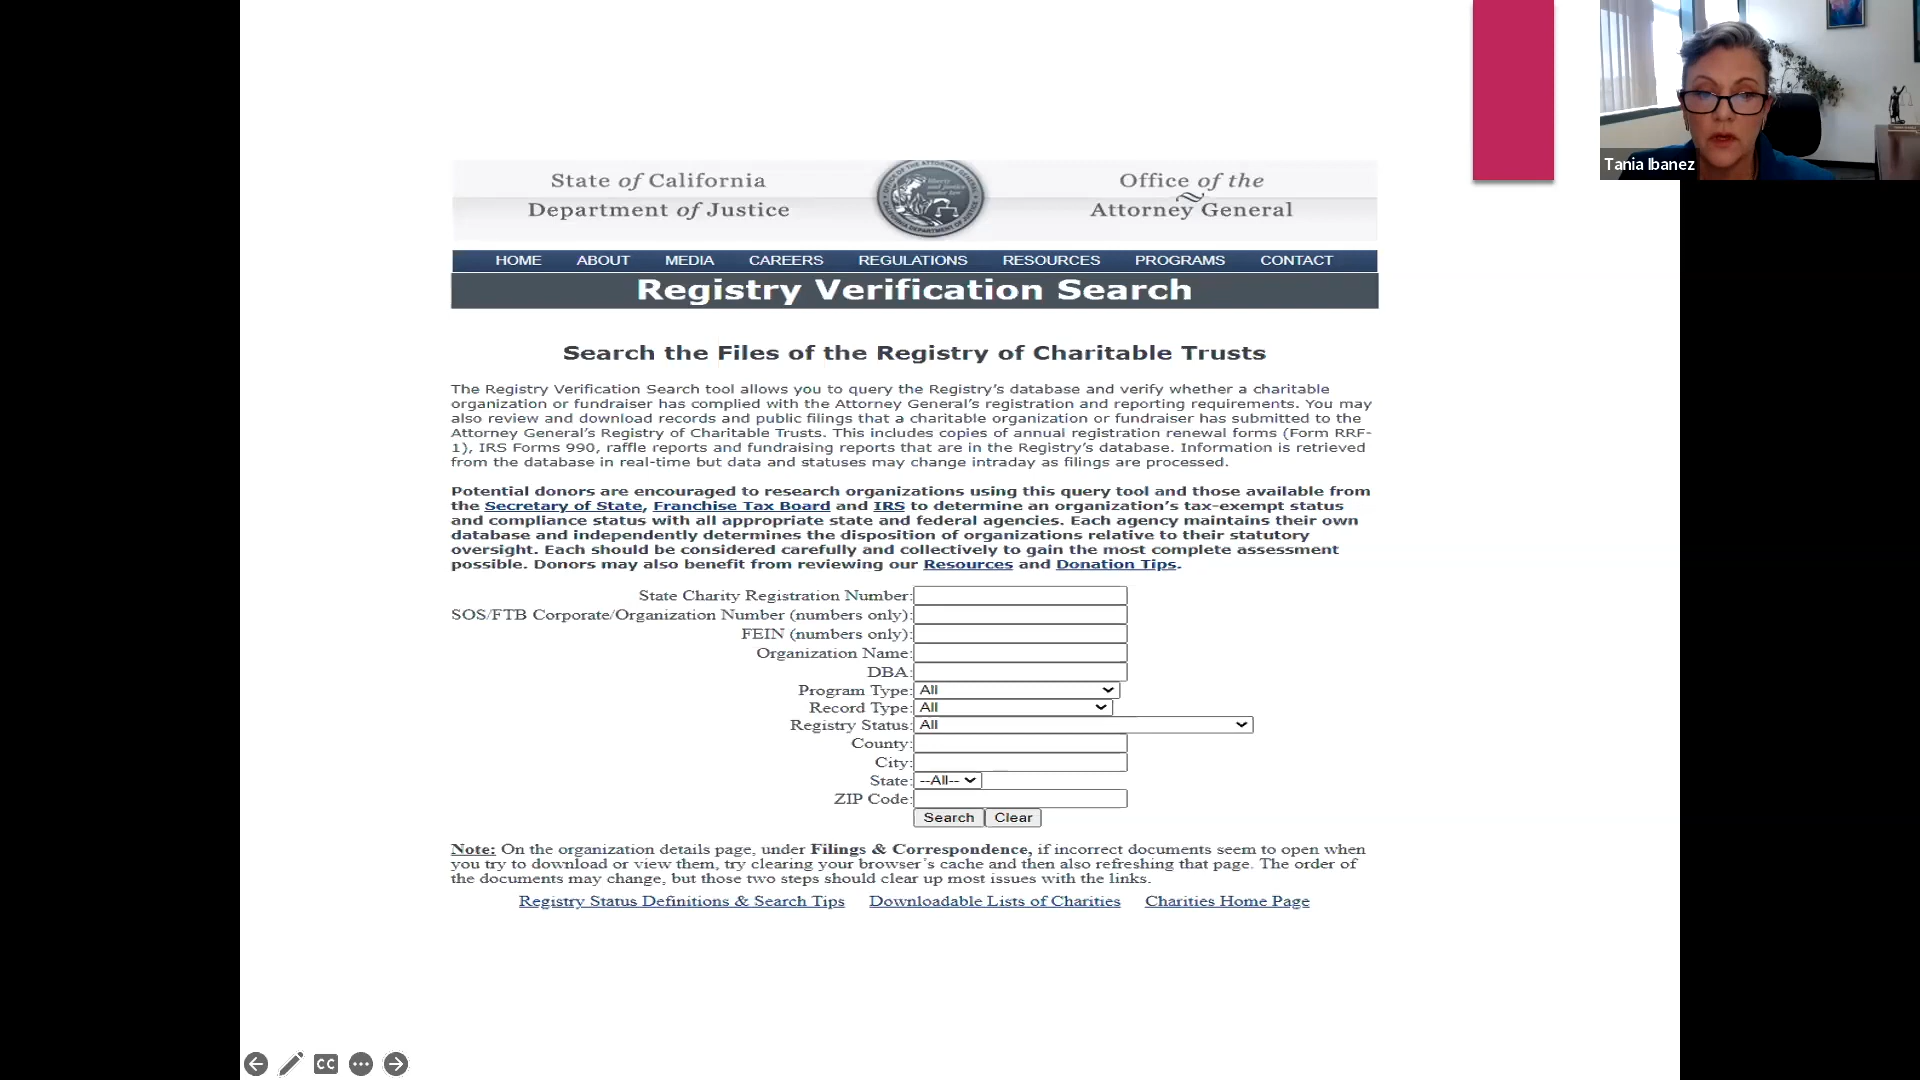 Tania Ibanez
State of California
Department of Justice
Office of the
Attorney General
HOME ABOUT MEDIA CAREERS REGULATIONS RESOURCES PROGRAMS CONTACT
Registry Verification Search
Search the Files of the Registry of Charitable Trusts
The Registry Verification Search tool allows you to query the Registry's database and verify whether a charitable
organization or fundraiser has complied with the Attorney General's registration and reporting requirements. You may
also review and download records and public filings that a charitable organization or fundraiser has submitted to the
Attorney General's Registry of Charitable Trusts. This includes copies of annual registration renewal forms (Form RRF-
1), IRS Forms 990, raffle reports and fundraising reports that are in the Registry's database. Information is retrieved
from the database in real-time but data and statuses may change intraday as filings are processed.
Potential donors are encouraged to research organizations using this query tool and those available from
the Secretary of State, Franchise Tax Board and IRS to determine an organization's tax-exempt status
and compliance status with all appropriate state and federal agencies. Each agency maintains their own
database and independently determines the disposition of organizations relative to their statutory
oversight. Each should be considered carefully and collectively to gain the most complete assessment
possible. Donors may also benefit from reviewing our Resources and Donation Tips.
State Charity Registration Number:
SOS/FTB Corporate/Organization Number (numbers only):
FEIN (numbers only):
Organization Name:
DBA:
Program Type: All
Record Type: All
Registry Status: All
County:
City:
State: --All--
ZIP Code:
Search Clear
Note: On the organization details page, under Filings & Correspondence, if incorrect documents seem to open when
you try to download or view them, try clearing your browser's cache and then also refreshing that page. The order of
the documents may change, but those two steps should clear up most issues with the links.
Registry Status Definitions & Search Tips Downloadable Lists of Charities Charities Home Page
CC